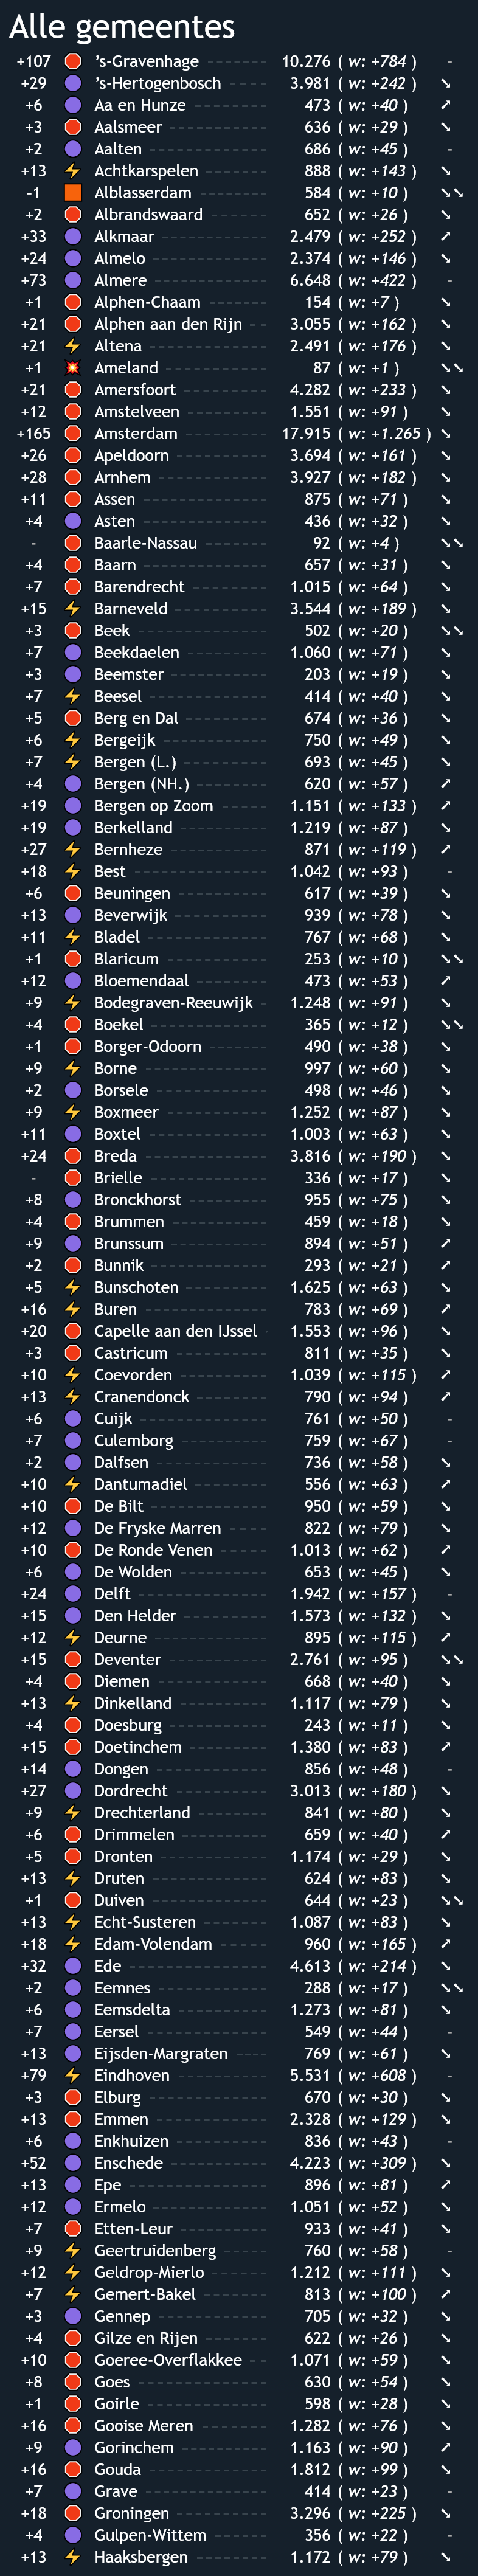 Alle gemeentes
+107 's-Gravenhage 10.276 ( w: +784 ) -
+29 's-Hertogenbosch 3.981 ( w: +242 ) ↘
+6 Aa en Hunze 473 ( w: +40 ) ↗
+3 Aalsmeer 636 ( w: +29 ) ↘
+2 Aalten 686 ( w: +45 ) -
+13 Achtkarspelen 888 ( w: +143 ) ↘
-1 Alblasserdam 584 ( w: +10 ) ↘↘
+2 Albrandswaard 652 ( w: +26 ) ↘
+33 Alkmaar 2.479 ( w: +252 ) ↗
+24 Almelo 2.374 ( w: +146 ) ↘
+73 Almere 6.648 ( w: +422 ) -
+1 Alphen-Chaam 154 ( w: +7 ) ↘
+21 Alphen aan den Rijn 3.055 ( w: +162 ) ↘
+21 Altena 2.491 ( w: +176 ) ↘
+1 Ameland 87 ( w: +1 ) ↘↘
+21 Amersfoort 4.282 ( w: +233 ) ↘
+12 Amstelveen 1.551 ( w: +91 ) ↘
+165 Amsterdam 17.915 ( w: +1.265 ) ↘
+26 Apeldoorn 3.694 ( w: +161 ) ↘
+28 Arnhem 3.927 ( w: +182 ) ↘
+11 Assen 875 ( w: +71 ) ↘
+4 Asten 436 ( w: +32 ) ↘
- Baarle-Nassau 92 ( w: +4 ) ↘↘
+4 Baarn 657 ( w: +31 ) ↘
+7 Barendrecht 1.015 ( w: +64 ) ↘
+15 Barneveld 3.544 ( w: +189 ) ↘
+3 Beek 502 ( w: +20 ) ↘↘
+7 Beekdaelen 1.060 ( w: +71 ) ↘
+3 Beemster 203 ( w: +19 ) ↘
+7 Beesel 414 ( w: +40 ) ↘
+5 Berg en Dal 674 ( w: +36 ) ↘
+6 Bergeijk 750 ( w: +49 ) ↘
+7 Bergen (L.) 693 ( w: +45 ) ↘
+4 Bergen (NH.) 620 ( w: +57 ) ↗
+19 Bergen op Zoom 1.151 ( w: +133 ) ↗
+19 Berkelland 1.219 ( w: +87 ) ↘
+27 Bernheze 871 ( w: +119 ) ↗
+18 Best 1.042 ( w: +93 ) -
+6 Beuningen 617 ( w: +39 ) ↘
+13 Beverwijk 939 ( w: +78 ) ↘
+11 Bladel 767 ( w: +68 ) ↘
+1 Blaricum 253 ( w: +10 ) ↘↘
+12 Bloemendaal 473 ( w: +53 ) ↗
+9 Bodegraven-Reeuwijk 1.248 ( w: +91 ) ↘
+4 Boekel 365 ( w: +12 ) ↘↘
+1 Borger-Odoorn 490 ( w: +38 ) ↘
+9 Borne 997 ( w: +60 ) ↘
+2 Borsele 498 ( w: +46 ) ↘
+9 Boxmeer 1.252 ( w: +87 ) ↘
+11 Boxtel 1.003 ( w: +63 ) ↘
+24 Breda 3.816 ( w: +190 ) ↘
- Brielle 336 ( w: +17 ) ↘
+8 Bronckhorst 955 ( w: +75 ) ↘
+4 Brummen 459 ( w: +18 ) ↘
+9 Brunssum 894 ( w: +51 ) ↗
+2 Bunnik 293 ( w: +21 ) ↗
+5 Bunschoten 1.625 ( w: +63 ) ↘
+16 Buren 783 ( w: +69 ) ↗
+20 Capelle aan den IJssel 1.553 ( w: +96 ) ↘
+3 Castricum 811 ( w: +35 ) ↘
+10 Coevorden 1.039 ( w: +115 ) ↗
+13 Cranendonck 790 ( w: +94 ) ↗
+6 Cuijk 761 ( w: +50 ) -
+7 Culemborg 759 ( w: +67 ) -
+2 Dalfsen 736 ( w: +58 ) ↘
+10 Dantumadiel 556 ( w: +63 ) ↗
+10 De Bilt 950 ( w: +59 ) ↘
+12 De Fryske Marren 822 ( w: +79 ) ↘
+10 De Ronde Venen 1.013 ( w: +62 ) ↗
+6 De Wolden 653 ( w: +45 ) ↘
+24 Delft 1.942 ( w: +157 ) -
+15 Den Helder 1.573 ( w: +132 ) ↘
+12 Deurne 895 ( w: +115 ) ↗
+15 Deventer 2.761 ( w: +95 ) ↘↘
+4 Diemen 668 ( w: +40 ) ↘
+13 Dinkelland 1.117 ( w: +79 ) ↘
+4 Doesburg 243 ( w: +11 ) ↘
+15 Doetinchem 1.380 ( w: +83 ) ↗
+14 Dongen 856 ( w: +48 ) -
+27 Dordrecht 3.013 ( w: +180 ) ↘
+9 Drechterland 841 ( w: +80 ) ↘
+6 Drimmelen 659 ( w: +40 ) ↗
+5 Dronten 1.174 ( w: +29 ) ↘
+13 Druten 624 ( w: +83 ) ↘
+1 Duiven 644 ( w: +23 ) ↘↘
+13 Echt-Susteren 1.087 ( w: +83 ) ↘
+18 Edam-Volendam 960 ( w: +165 ) ↗
+32 Ede 4.613 ( w: +214 ) ↘
+2 Eemnes 288 ( w: +17 ) ↘↘
+6 Eemsdelta 1.273 ( w: +81 ) ↘
+7 Eersel 549 ( w: +44 ) -
+13 Eijsden-Margraten 769 ( w: +61 ) ↘
+79 Eindhoven 5.531 ( w: +608 ) -
+3 Elburg 670 ( w: +30 ) ↘
+13 Emmen 2.328 ( w: +129 ) ↘
+6 Enkhuizen 836 ( w: +43 ) -
+52 Enschede 4.223 ( w: +309 ) ↘
+13 Epe 896 ( w: +81 ) ↗
+12 Ermelo 1.051 ( w: +52 ) ↘
+7 Etten-Leur 933 ( w: +41 ) ↘
+9 Geertruidenberg 760 ( w: +58 ) -
+12 Geldrop-Mierlo 1.212 ( w: +111 ) ↘
+7 Gemert-Bakel 813 ( w: +100 ) ↗
+3 Gennep 705 ( w: +32 ) ↘
+4 Gilze en Rijen 622 ( w: +26 ) ↘
+10 Goeree-Overflakkee 1.071 ( w: +59 ) ↘
+8 Goes 630 ( w: +54 ) ↘
+1 Goirle 598 ( w: +28 ) ↘
+16 Gooise Meren 1.282 ( w: +76 ) ↘
+9 Gorinchem 1.163 ( w: +90 ) ↗
+16 Gouda 1.812 ( w: +99 ) ↘
+7 Grave 414 ( w: +23 ) -
+18 Groningen 3.296 ( w: +225 ) ↘
+4 Gulpen-Wittem 356 ( w: +22 ) -
+13 Haaksbergen 1.172 ( w: +79 ) ↘